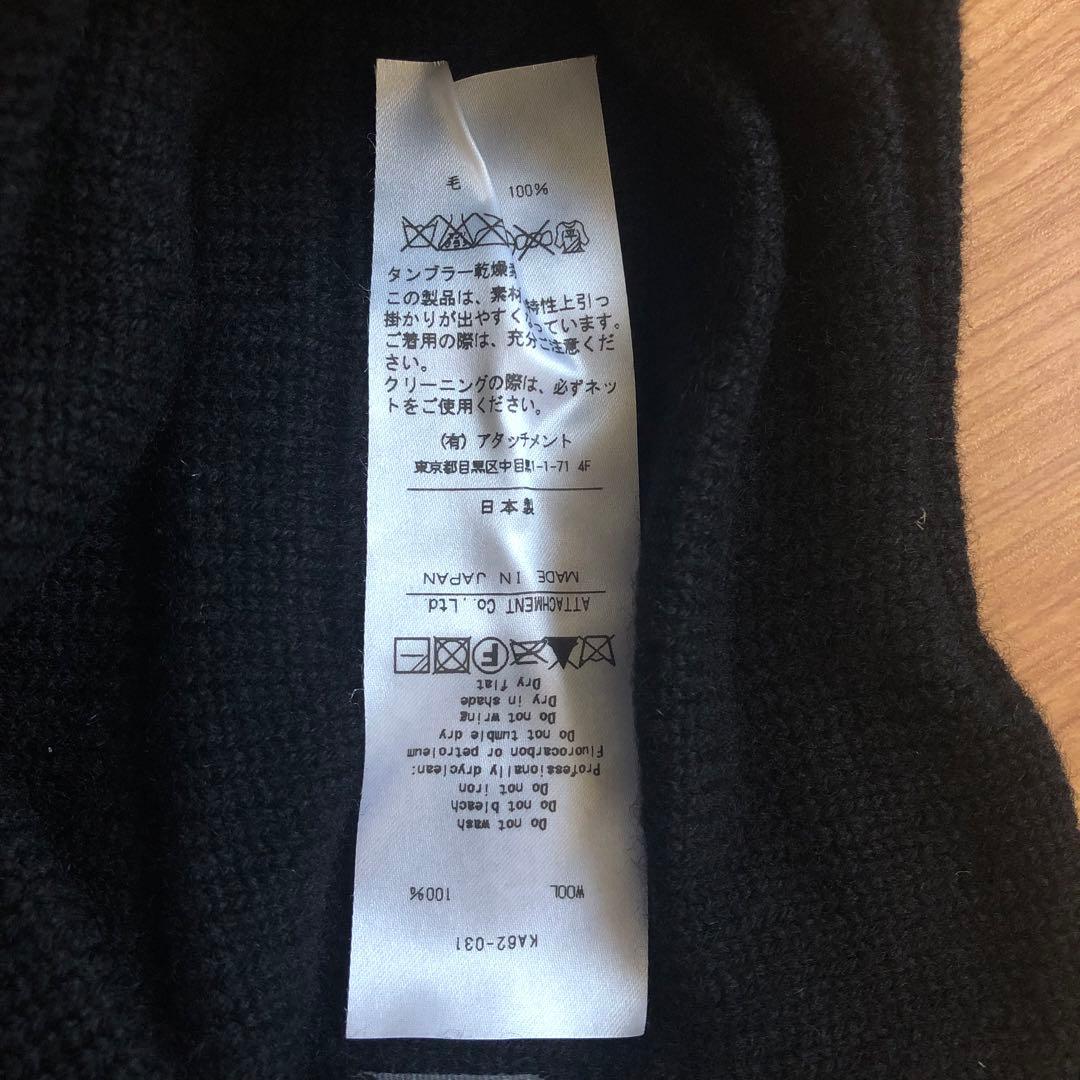 毛 100%
平
タンブラー乾燥
この製品は、素材 特性上引っ
掛かりが出やすく っています。
ご着用の際は、充分ご注意くだ
さい。
クリーニングの際は、必ずネッ
トをご使用ください。
(有) アタッチメント
東京都目黒区中目黒1-1-71 4F
日本製
KA62-031
WOOL 100%
Do not wash
Do not bleach
Do not iron
Professionally dryclean:
Fluorocarbon or petroleum
Do not tumble dry
Do not wring
Dry in shade
Dry flat
F
ATTACHMENT Co.,Ltd
MADE IN JAPAN